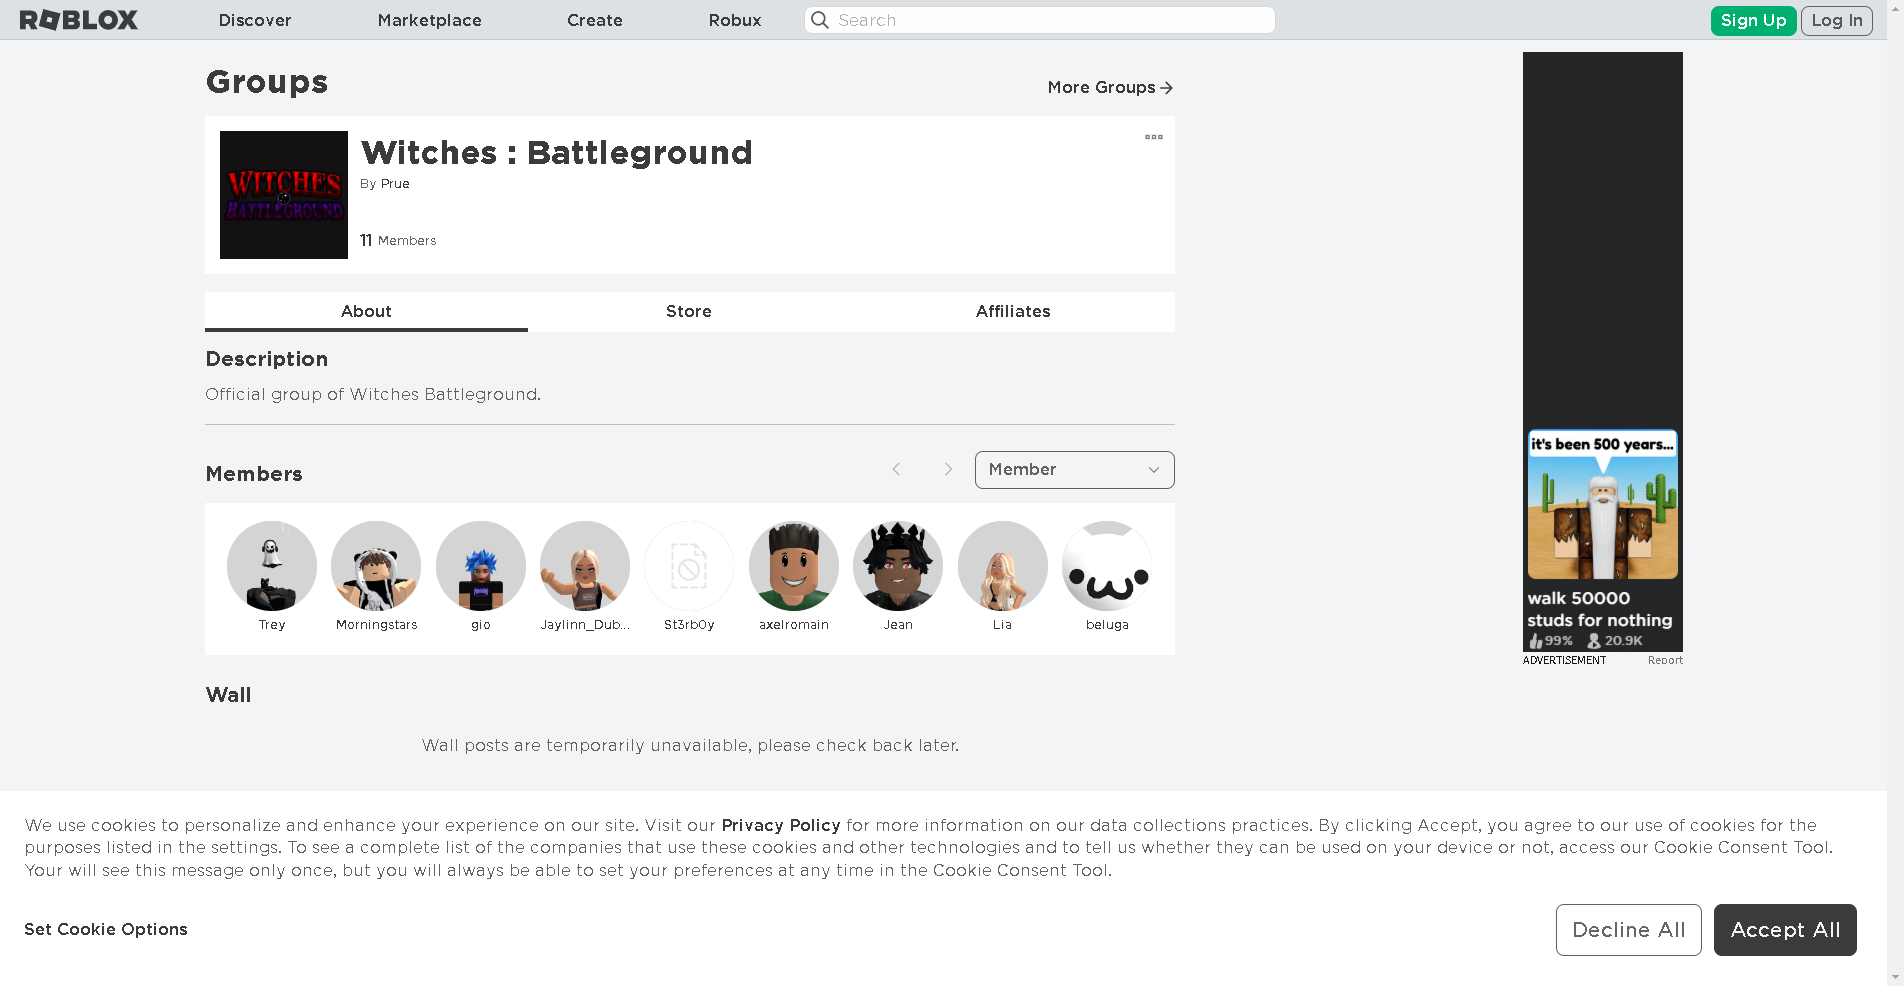 ROBLOX
Discover
Marketplace
Create
Robux
Search
Sign Up
Log In
Groups
More Groups
WITCHES
BATTLEGROUND
Witches : Battleground
By Prue
11 Members
About
Store
Affiliates
Description
Official group of Witches Battleground.
Members
Member
Trey
Morningstars
gio
Jaylinn_Dub...
St3rb0y
axelromain
Jean
Lia
beluga
Wall
Wall posts are temporarily unavailable, please check back later.
it's been 500 years...
walk 50000
studs for nothing
99% 20.9K
ADVERTISEMENT
Report
We use cookies to personalize and enhance your experience on our site. Visit our Privacy Policy for more information on our data collections practices. By clicking Accept, you agree to our use of cookies for the
purposes listed in the settings. To see a complete list of the companies that use these cookies and other technologies and to tell us whether they can be used on your device or not, access our Cookie Consent Tool.
Your will see this message only once, but you will always be able to set your preferences at any time in the Cookie Consent Tool.
Set Cookie Options
Decline All
Accept All